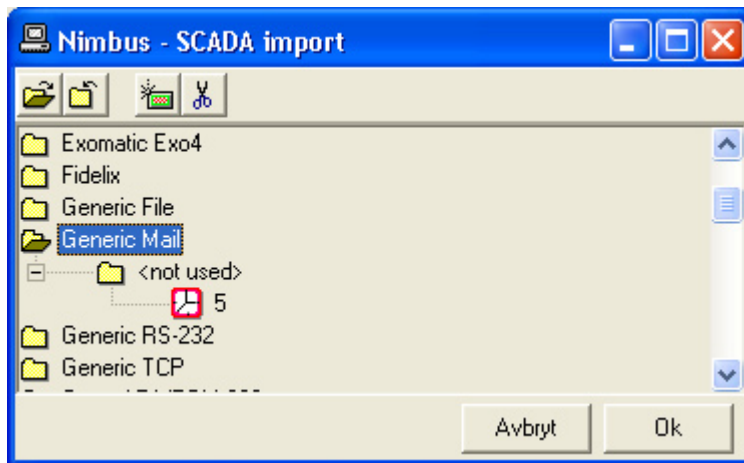 Nimbus - SCADA import
Exomatic Exo4
Fidelix
Generic File
Generic Mail
<not used>
5
Generic RS-232
Generic TCP
Avbryt
Ok